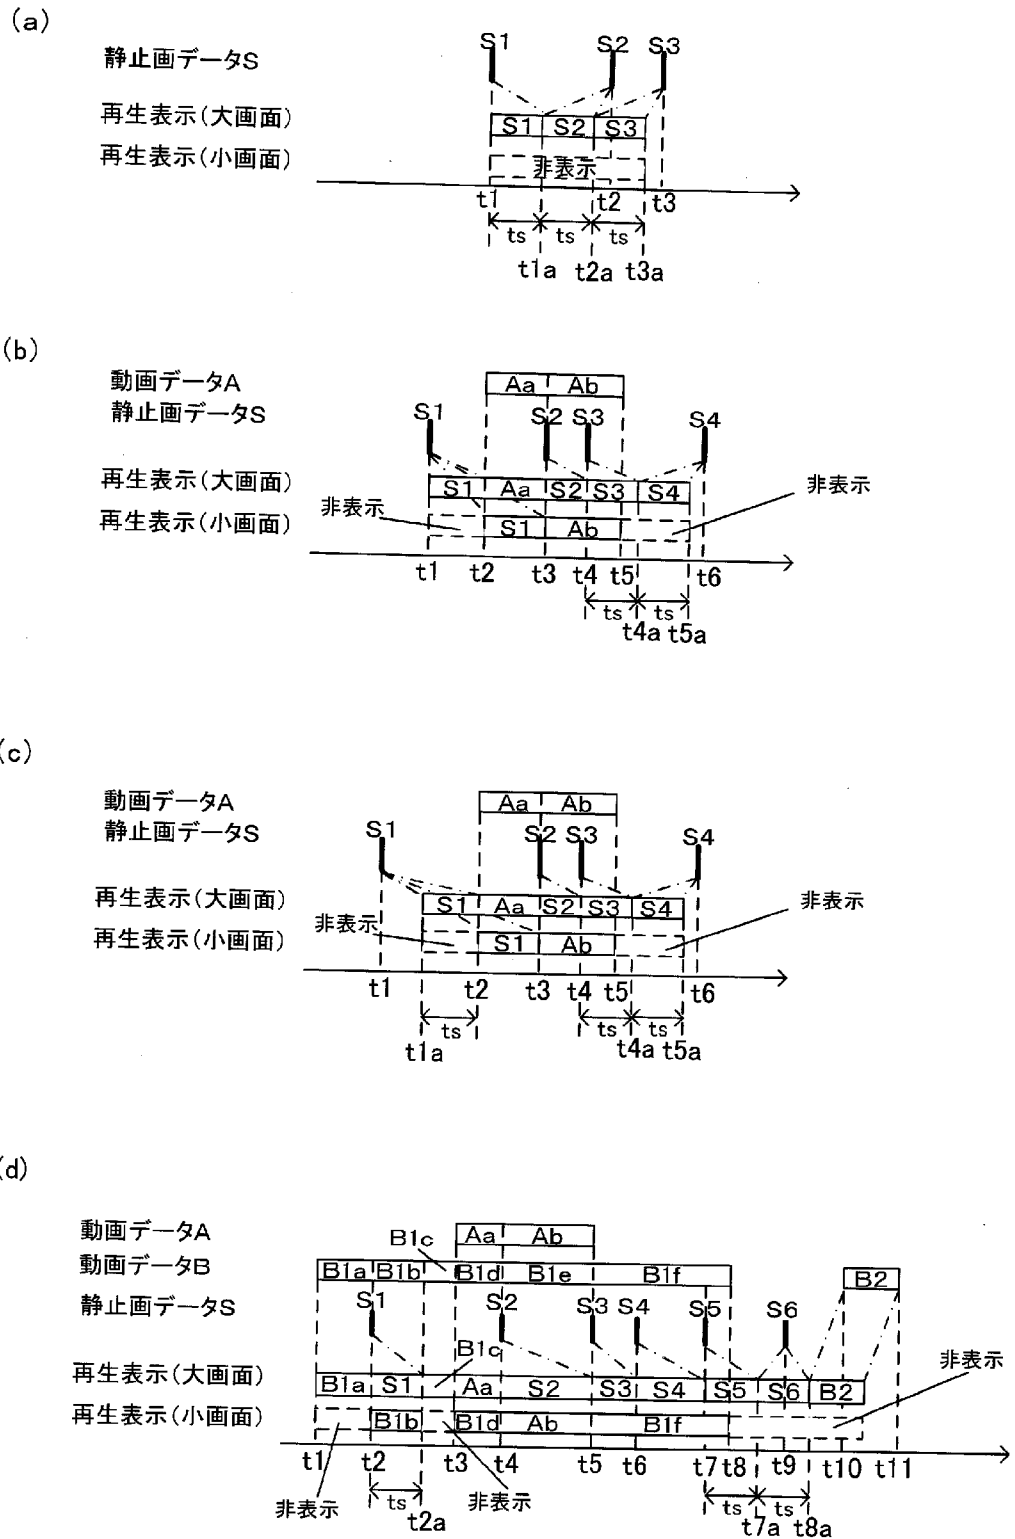 (a)
S1 S2 S3
静止画データS
再生表示(大画面) S1 S2 S3
再生表示(小画面) 非表示
t1 t2 t3
ts ts ts
t1a t2a t3a
(b)
動画データA Aa Ab
静止画データS S1 S2 S3 S4
再生表示(大画面) S1 Aa S2 S3 S4 非表示
再生表示(小画面) 非表示 S1 Ab
t1 t2 t3 t4 t5 t6
ts ts
t4a t5a
(c)
動画データA Aa Ab
静止画データS S1 S2 S3 S4
再生表示(大画面) S1 Aa S2 S3 S4 非表示
再生表示(小画面) 非表示 S1 Ab
t1 t2 t3 t4 t5 t6
ts ts ts
t1a t4a t5a
(d)
動画データA B1c Aa Ab
動画データB B1a B1b B1d B1e B1f B2
静止画データS S1 S2 S3 S4 S5 S6
B1c 非表示
再生表示(大画面) B1a S1 Aa S2 S3 S4 S5 S6 B2
再生表示(小画面) B1b B1d Ab B1f
t1 t2 t3 t4 t5 t6 t7 t8 t9 t10 t11
非表示 ts 非表示 ts ts
t2a t7a t8a